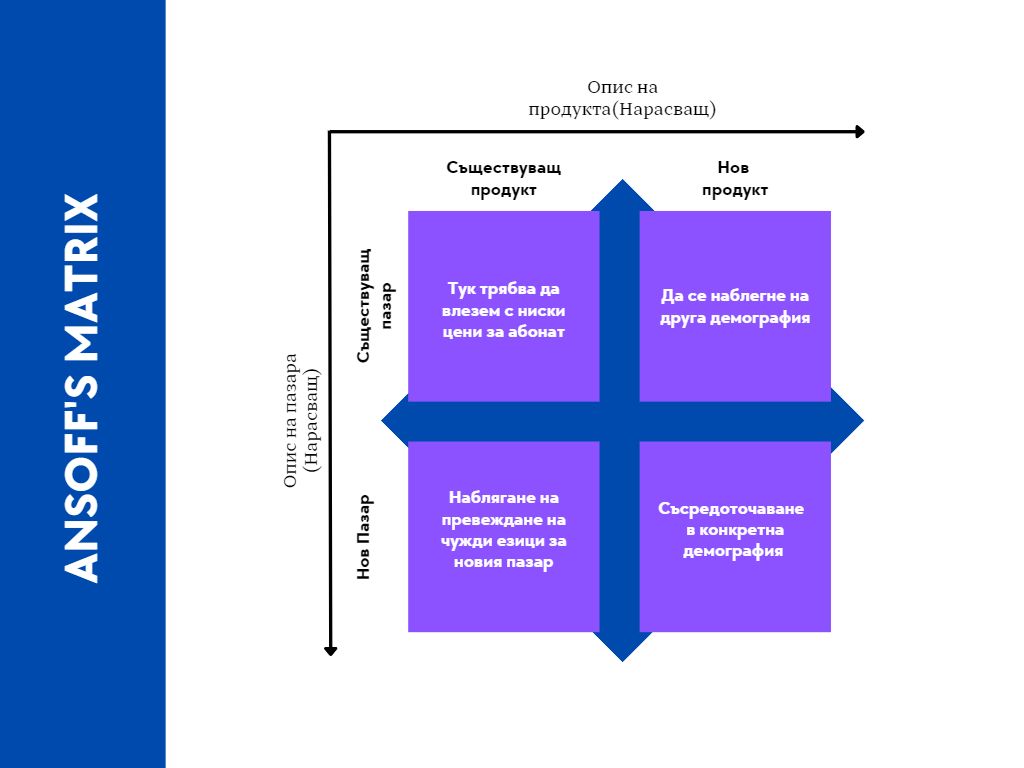 ANSOFF'S MATRIX
Опис на
продукта(Нарасващ)
Съществуващ
продукт
Нов
продукт
Опис на пазара
(Нарасващ)
Съществуващ
пазар
Тук трябва да
влезем с ниски
цени за абонат
Да се наблегне на
друга демография
Нов Пазар
Наблягане на
превеждане на
чужди езици за
новия пазар
Съсредоточаване
в конкретна
демография